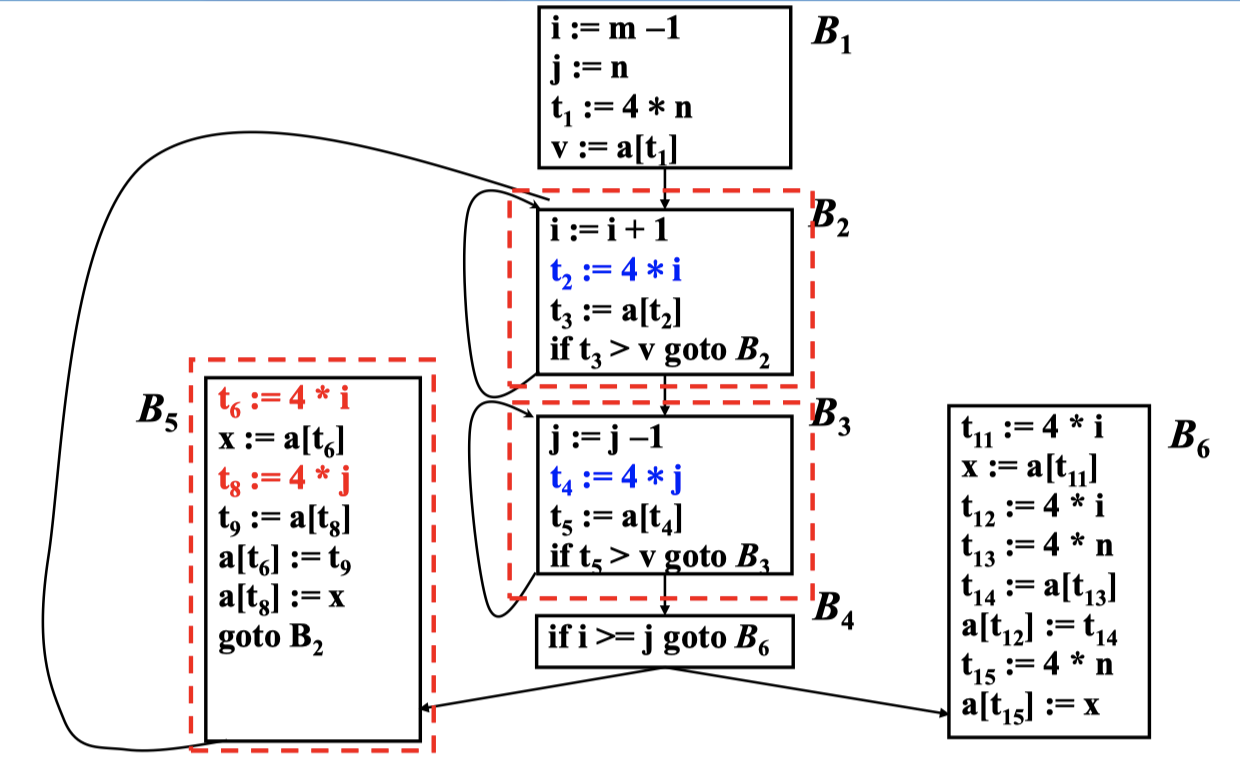 i := m –1
j := n
t₁ := 4 * n
v := a[t₁]
B₁
i := i + 1
t₂ := 4 * i
t₃ := a[t₂]
if t₃ > v goto B₂
B₂
j := j –1
t₄ := 4 * j
t₅ := a[t₄]
if t₅ > v goto B₃
B₃
if i >= j goto B₆
B₄
B₅
t₆ := 4 * i
x := a[t₆]
t₈ := 4 * j
t₉ := a[t₈]
a[t₆] := t₉
a[t₈] := x
goto B₂
t₁₁ := 4 * i
x := a[t₁₁]
t₁₂ := 4 * i
t₁₃ := 4 * n
t₁₄ := a[t₁₃]
a[t₁₂] := t₁₄
t₁₅ := 4 * n
a[t₁₅] := x
B₆